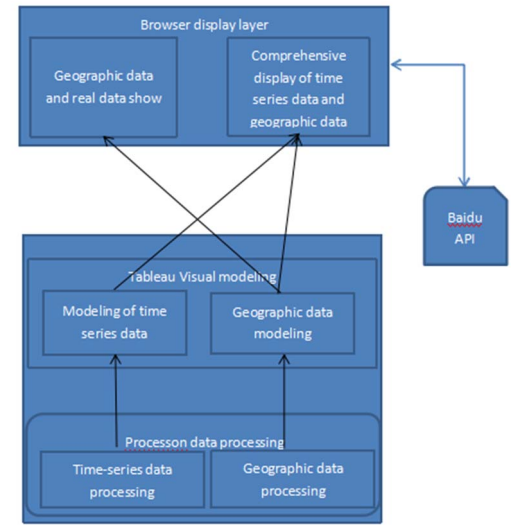 Browser display layer
Geographic data
and real data show
Comprehensive
display of time
series data and
geographic data
Baidu
API
Tableau Visual modeling
Modeling of time
series data
Geographic data
modeling
Processon data processing
Time-series data
processing
Geographic data
processing